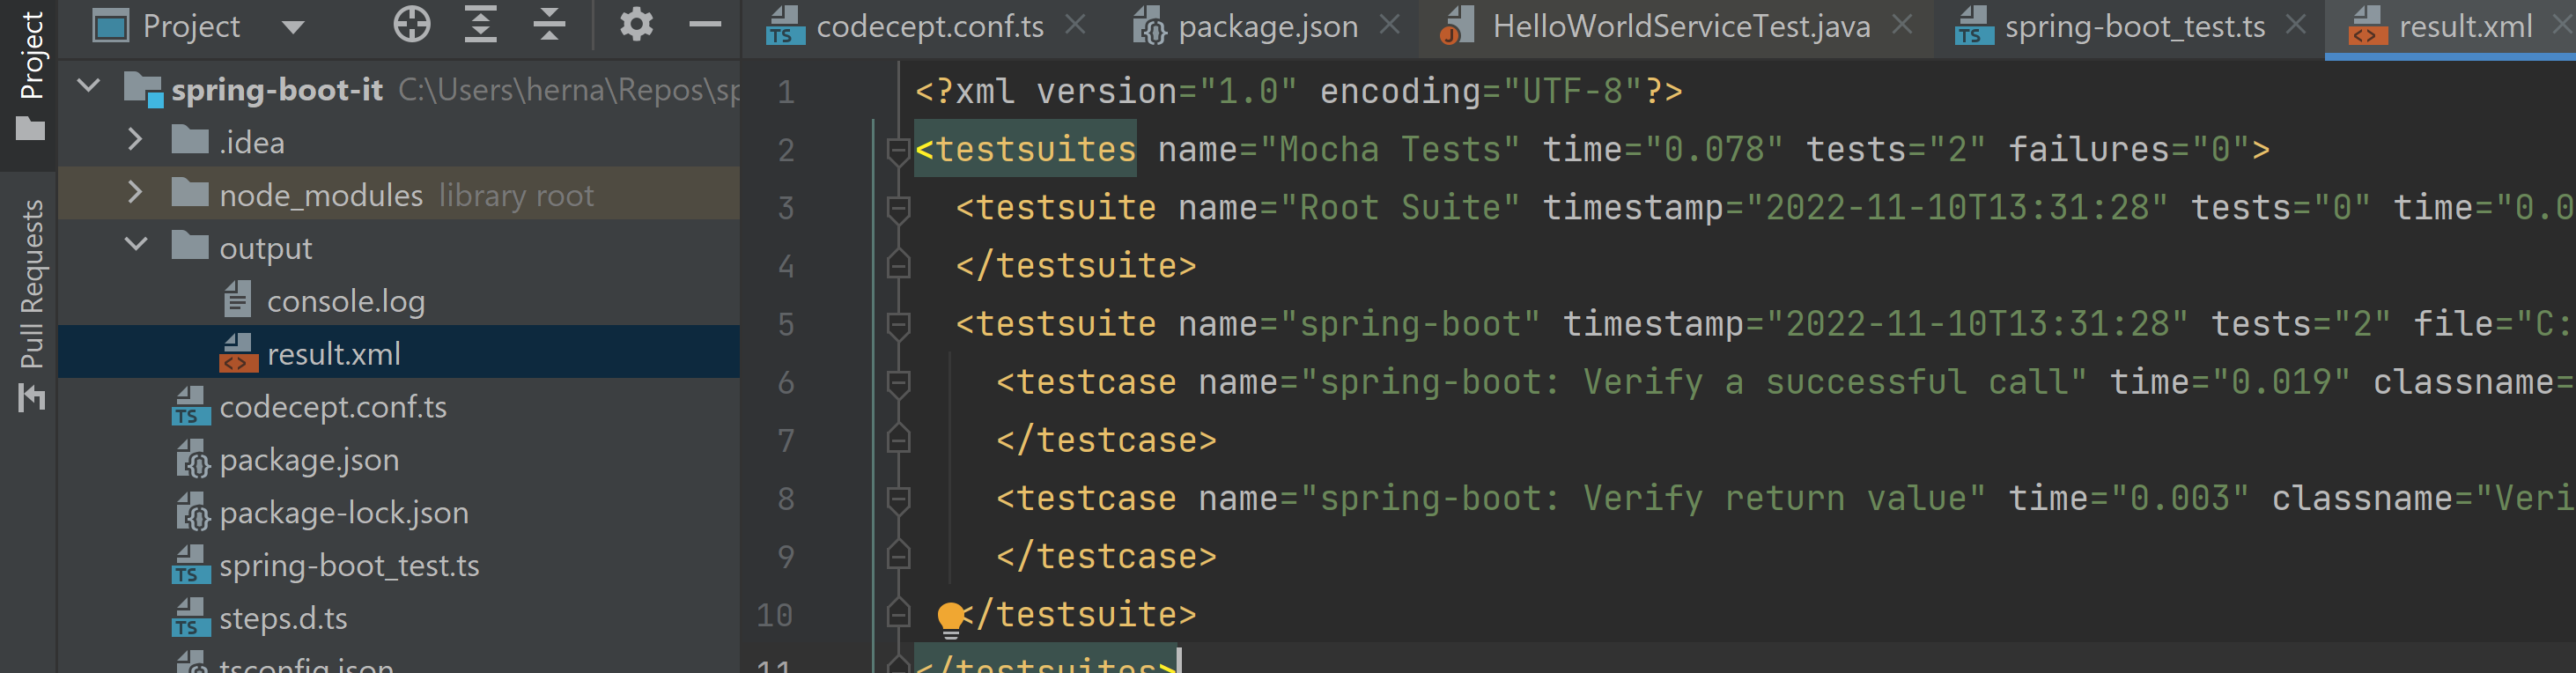 Project
Pull Requests
Project
spring-boot-it C:\Users\herna\Repos\sp
.idea
node_modules library root
output
console.log
result.xml
codecept.conf.ts
package.json
package-lock.json
spring-boot_test.ts
steps.d.ts
tsconfig.json
codecept.conf.ts package.json HelloWorldServiceTest.java spring-boot_test.ts result.xml
1 <?xml version="1.0" encoding="UTF-8"?>
2 <testsuites name="Mocha Tests" time="0.078" tests="2" failures="0">
3 <testsuite name="Root Suite" timestamp="2022-11-10T13:31:28" tests="0" time="0.0
4 </testsuite>
5 <testsuite name="spring-boot" timestamp="2022-11-10T13:31:28" tests="2" file="C:
6 <testcase name="spring-boot: Verify a successful call" time="0.019" classname=
7 </testcase>
8 <testcase name="spring-boot: Verify return value" time="0.003" classname="Veri
9 </testcase>
10 </testsuite>
11 </testsuites>